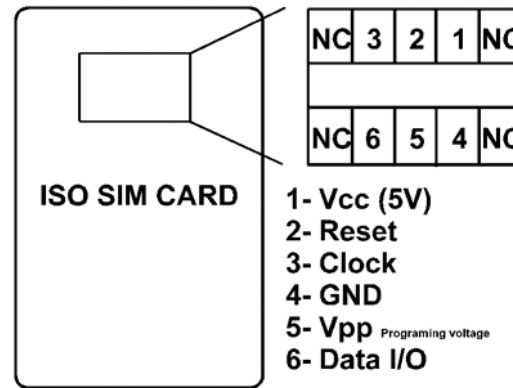 NC 3 2 1 NC
NC 6 5 4 NC
ISO SIM CARD
1- Vcc (5V)
2- Reset
3- Clock
4- GND
5- Vpp Programing voltage
6- Data I/O